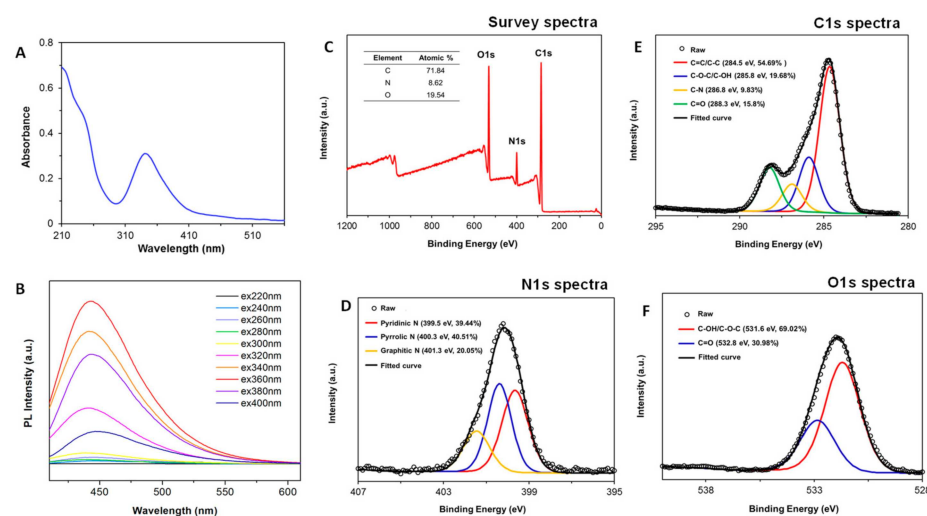 A
0.8
0.6
0.4
0.2
0
210
310
410
510
Absorbance
Wavelength (nm)
B
PL Intensity (a.u.)
ex220nm
ex240nm
ex260nm
ex280nm
ex300nm
ex320nm
ex340nm
ex360nm
ex380nm
ex400nm
450
500
550
600
Wavelength (nm)
Survey spectra
C
Element Atomic %
C 71.84
N 8.62
O 19.54
O1s
C1s
N1s
Intensity (a.u.)
1200 1000 800 600 400 200 0
Binding Energy (eV)
N1s spectra
D
Raw
Pyridinic N (399.5 eV, 39.44%)
Pyrrolic N (400.3 eV, 40.51%)
Graphitic N (401.3 eV, 20.05%)
Fitted curve
Intensity (a.u.)
407 403 399 395
Binding Energy (eV)
C1s spectra
E
Raw
C=C/C-C (284.5 eV, 54.69% )
C-O-C/C-OH (285.8 eV, 19.68%)
C-N (286.8 eV, 9.83%)
C=O (288.3 eV, 15.8%)
Fitted curve
Intensity (a.u.)
295 290 285 280
Binding Energy (eV)
O1s spectra
F
Raw
C-OH/C-O-C (531.6 eV, 69.02%)
C=O (532.8 eV, 30.98%)
Fitted curve
Intensity (a.u.)
538 533 528
Binding Energy (eV)